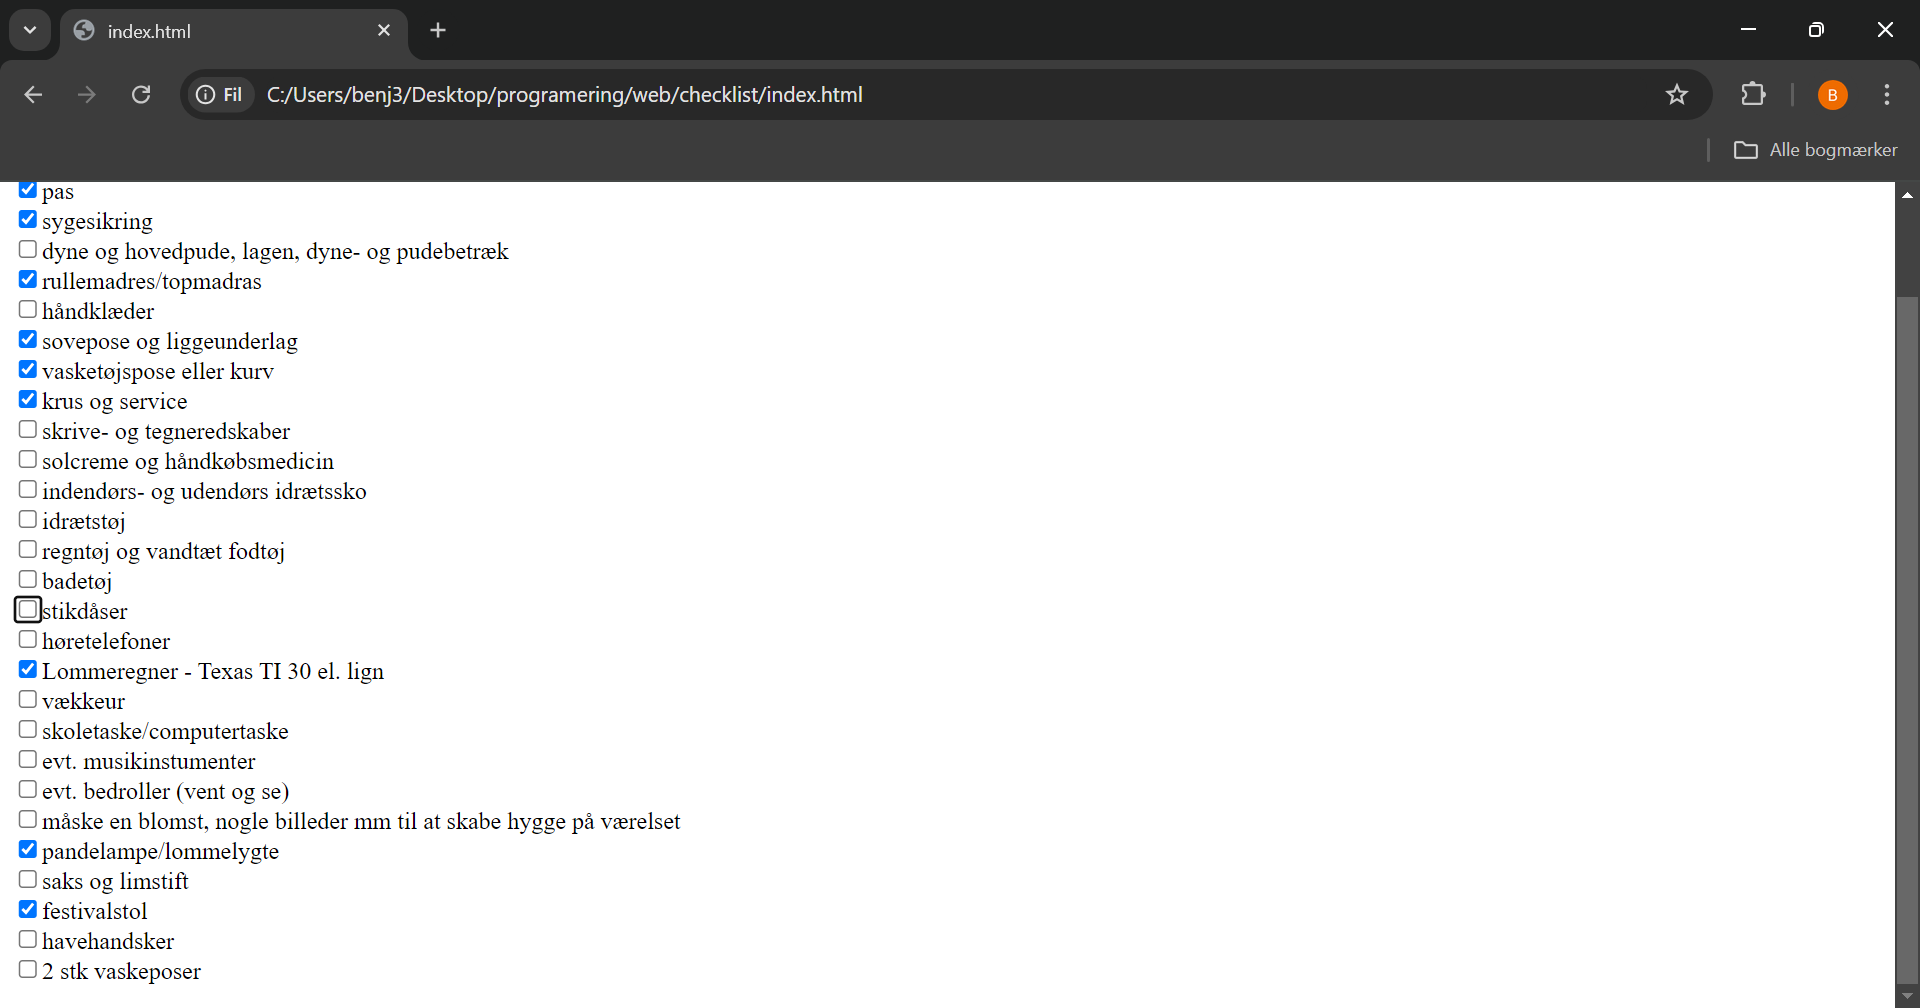 index.html
Fil C:/Users/benj3/Desktop/programering/web/checklist/index.html
B
Alle bogmærker
pas
sygesikring
dyne og hovedpude, lagen, dyne- og pudebetræk
rullemadres/topmadras
håndklæder
sovepose og liggeunderlag
vasketøjspose eller kurv
krus og service
skrive- og tegneredskaber
solcreme og håndkøbsmedicin
indendørs- og udendørs idrætssko
idrætstøj
regntøj og vandtæt fodtøj
badetøj
stikdåser
høretelefoner
Lommeregner - Texas TI 30 el. lign
vækkeur
skoletaske/computertaske
evt. musikinstumenter
evt. bedroller (vent og se)
måske en blomst, nogle billeder mm til at skabe hygge på værelset
pandelampe/lommelygte
saks og limstift
festivalstol
havehandsker
2 stk vaskeposer